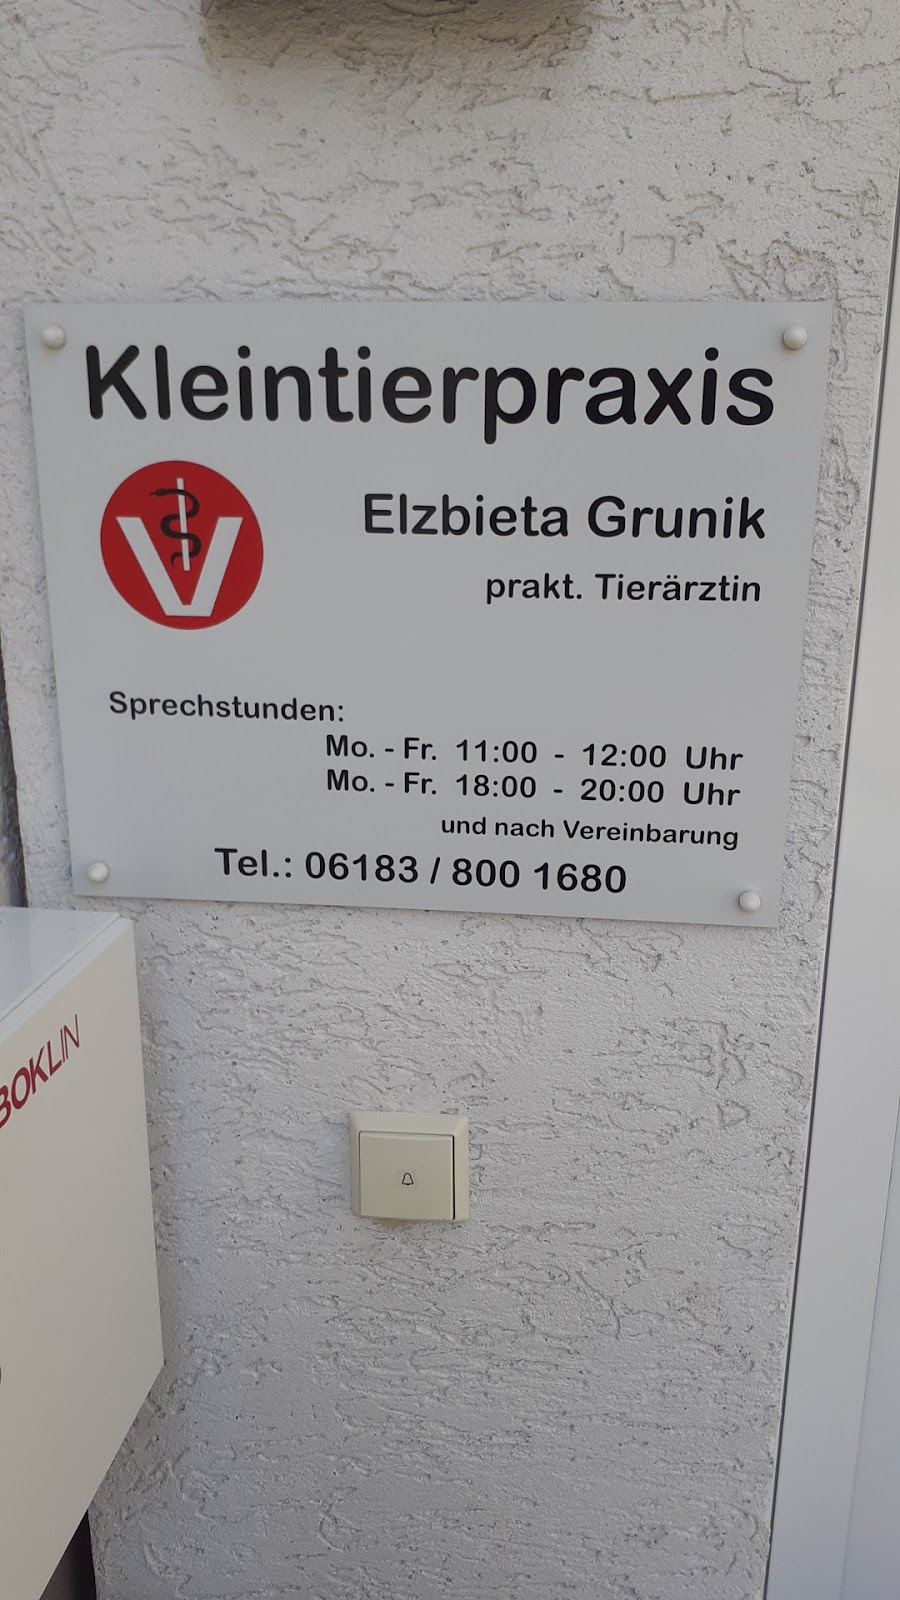 Kleintierpraxis
V
Elzbieta Grunik
prakt. Tierärztin
Sprechstunden:
Mo. - Fr. 11:00 - 12:00 Uhr
Mo. - Fr. 18:00 - 20:00 Uhr
und nach Vereinbarung
Tel.: 06183 / 800 1680
BOKLIN